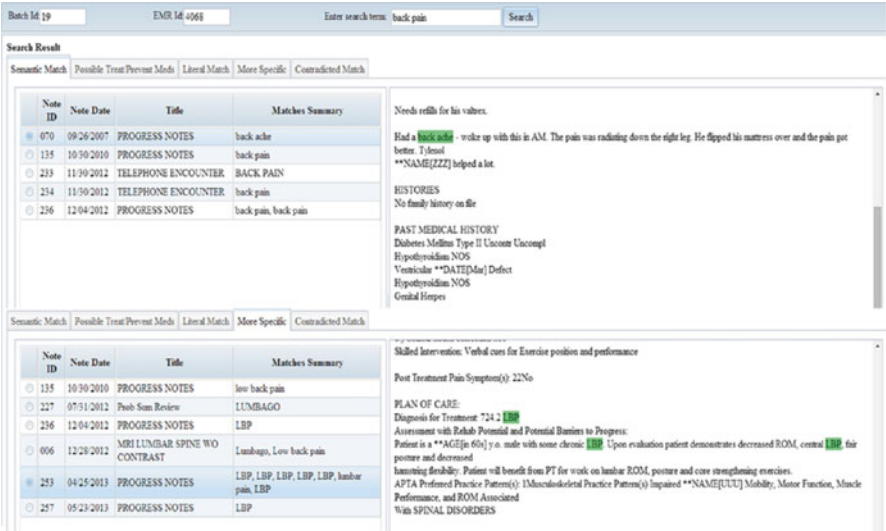 Batch Id: 19 EMR Id: 4068 Enter search term: back pain Search
Search Result
Semantic Match Possible Treat/Prevent Meds Literal Match More Specific Contradicted Match
Note ID Note Date Title Matches Summary
070 09/26/2007 PROGRESS NOTES back ache
135 10/30/2010 PROGRESS NOTES back pain
233 11/30/2012 TELEPHONE ENCOUNTER BACK PAIN
234 11/30/2012 TELEPHONE ENCOUNTER back pain
236 12/04/2012 PROGRESS NOTES back pain, back pain
Needs refills for his valtrex.
Had a back ache - woke up with this in AM. The pain was radiating down the right leg. He flipped his mattress over and the pain got
better. Tylenol
**NAME[ZZZ] helped a lot.
HISTORIES
No family history on file
PAST MEDICAL HISTORY
Diabetes Mellitus Type II Uncontr Uncompl
Hypothyroidism NOS
Ventricular **DATE[Mar] Defect
Hypothyroidism NOS
Genital Herpes
Semantic Match Possible Treat/Prevent Meds Literal Match More Specific Contradicted Match
Note ID Note Date Title Matches Summary
135 10/30/2010 PROGRESS NOTES low back pain
227 07/31/2012 Prob Sum Review LUMBAGO
236 12/04/2012 PROGRESS NOTES LBP
006 12/28/2012 MRI LUMBAR SPINE WO CONTRAST Lumbago, Low back pain
253 04/25/2013 PROGRESS NOTES LBP, LBP, LBP, LBP, LBP, lumbar pain, LBP
257 05/23/2013 PROGRESS NOTES LBP
Skilled Intervention: Verbal cues for Exercise position and performance
Post Treatment Pain Symptom(s): 22No
PLAN OF CARE:
Diagnosis for Treatment: 724.2 LBP
Assessment with Rehab Potential and Potential Barriers to Progress:
Patient is a **AGE[in 60s] y.o. male with some chronic LBP. Upon evaluation patient demonstrates decreased ROM, central LBP, fair
posture and decreased
hamstring flexibility. Patient will benefit from PT for work on lumbar ROM, posture and core strengthening exercises.
APTA Preferred Practice Pattern(s): 1Musculoskeletal Practice Pattern(s) Impaired **NAME[UUU] Mobility, Motor Function, Muscle
Performance, and ROM Associated
With SPINAL DISORDERS